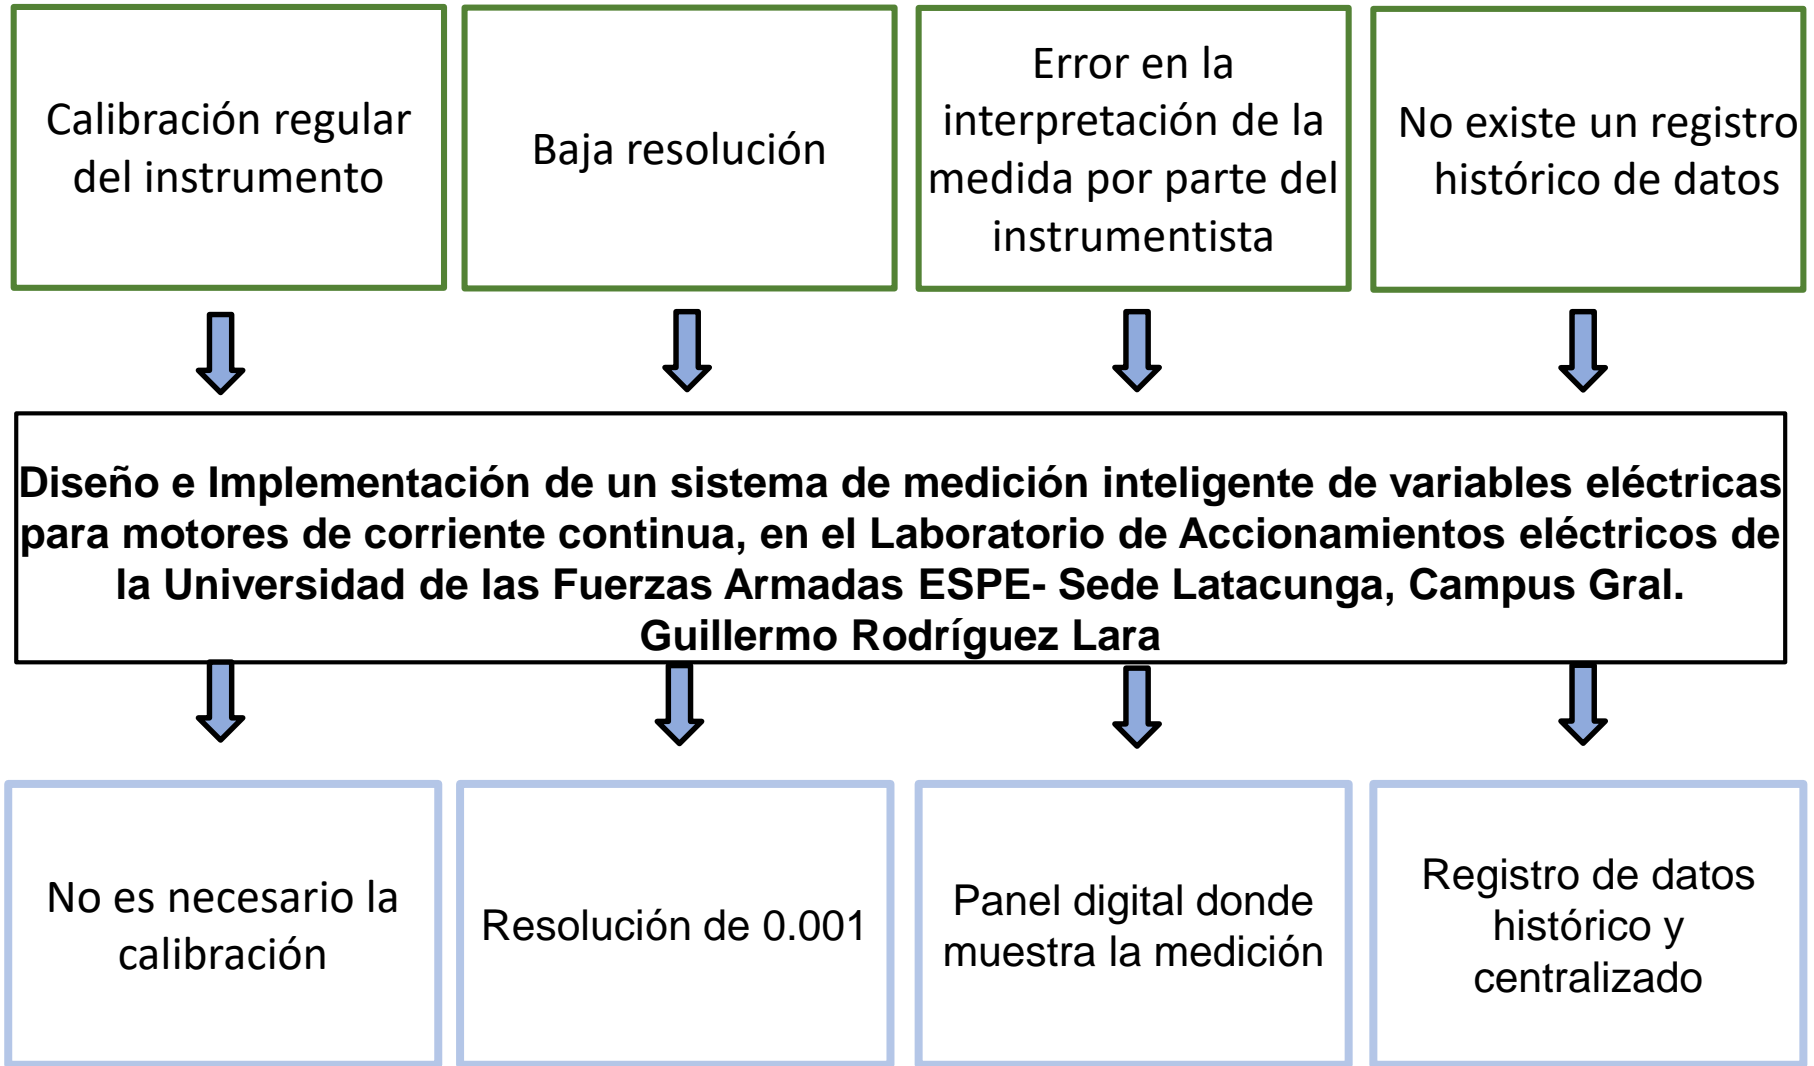 Calibración regular
del instrumento
Baja resolución
Error en la
interpretación de la
medida por parte del
instrumentista
No existe un registro
histórico de datos
Diseño e Implementación de un sistema de medición inteligente de variables eléctricas
para motores de corriente continua, en el Laboratorio de Accionamientos eléctricos de
la Universidad de las Fuerzas Armadas ESPE- Sede Latacunga, Campus Gral.
Guillermo Rodríguez Lara
No es necesario la
calibración
Resolución de 0.001
Panel digital donde
muestra la medición
Registro de datos
histórico y
centralizado